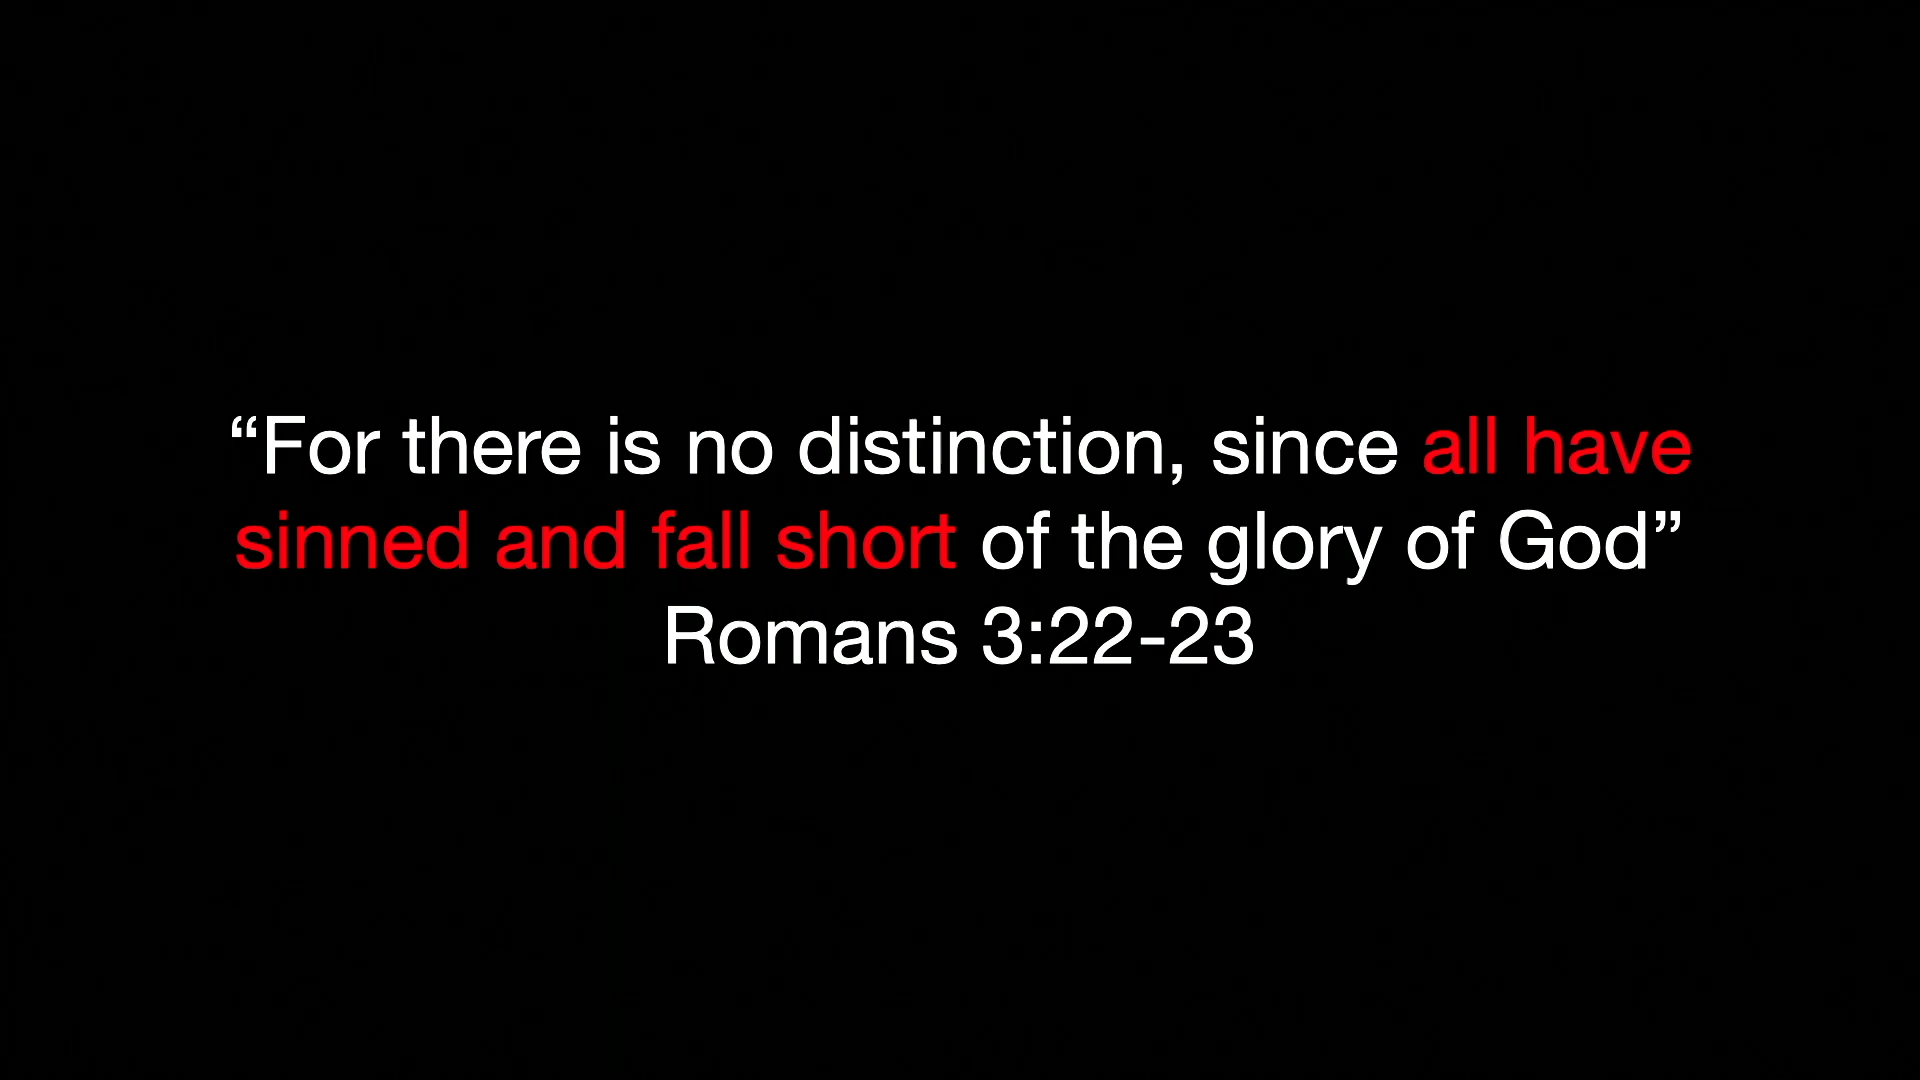 “For there is no distinction, since all have
sinned and fall short of the glory of God”
Romans 3:22-23